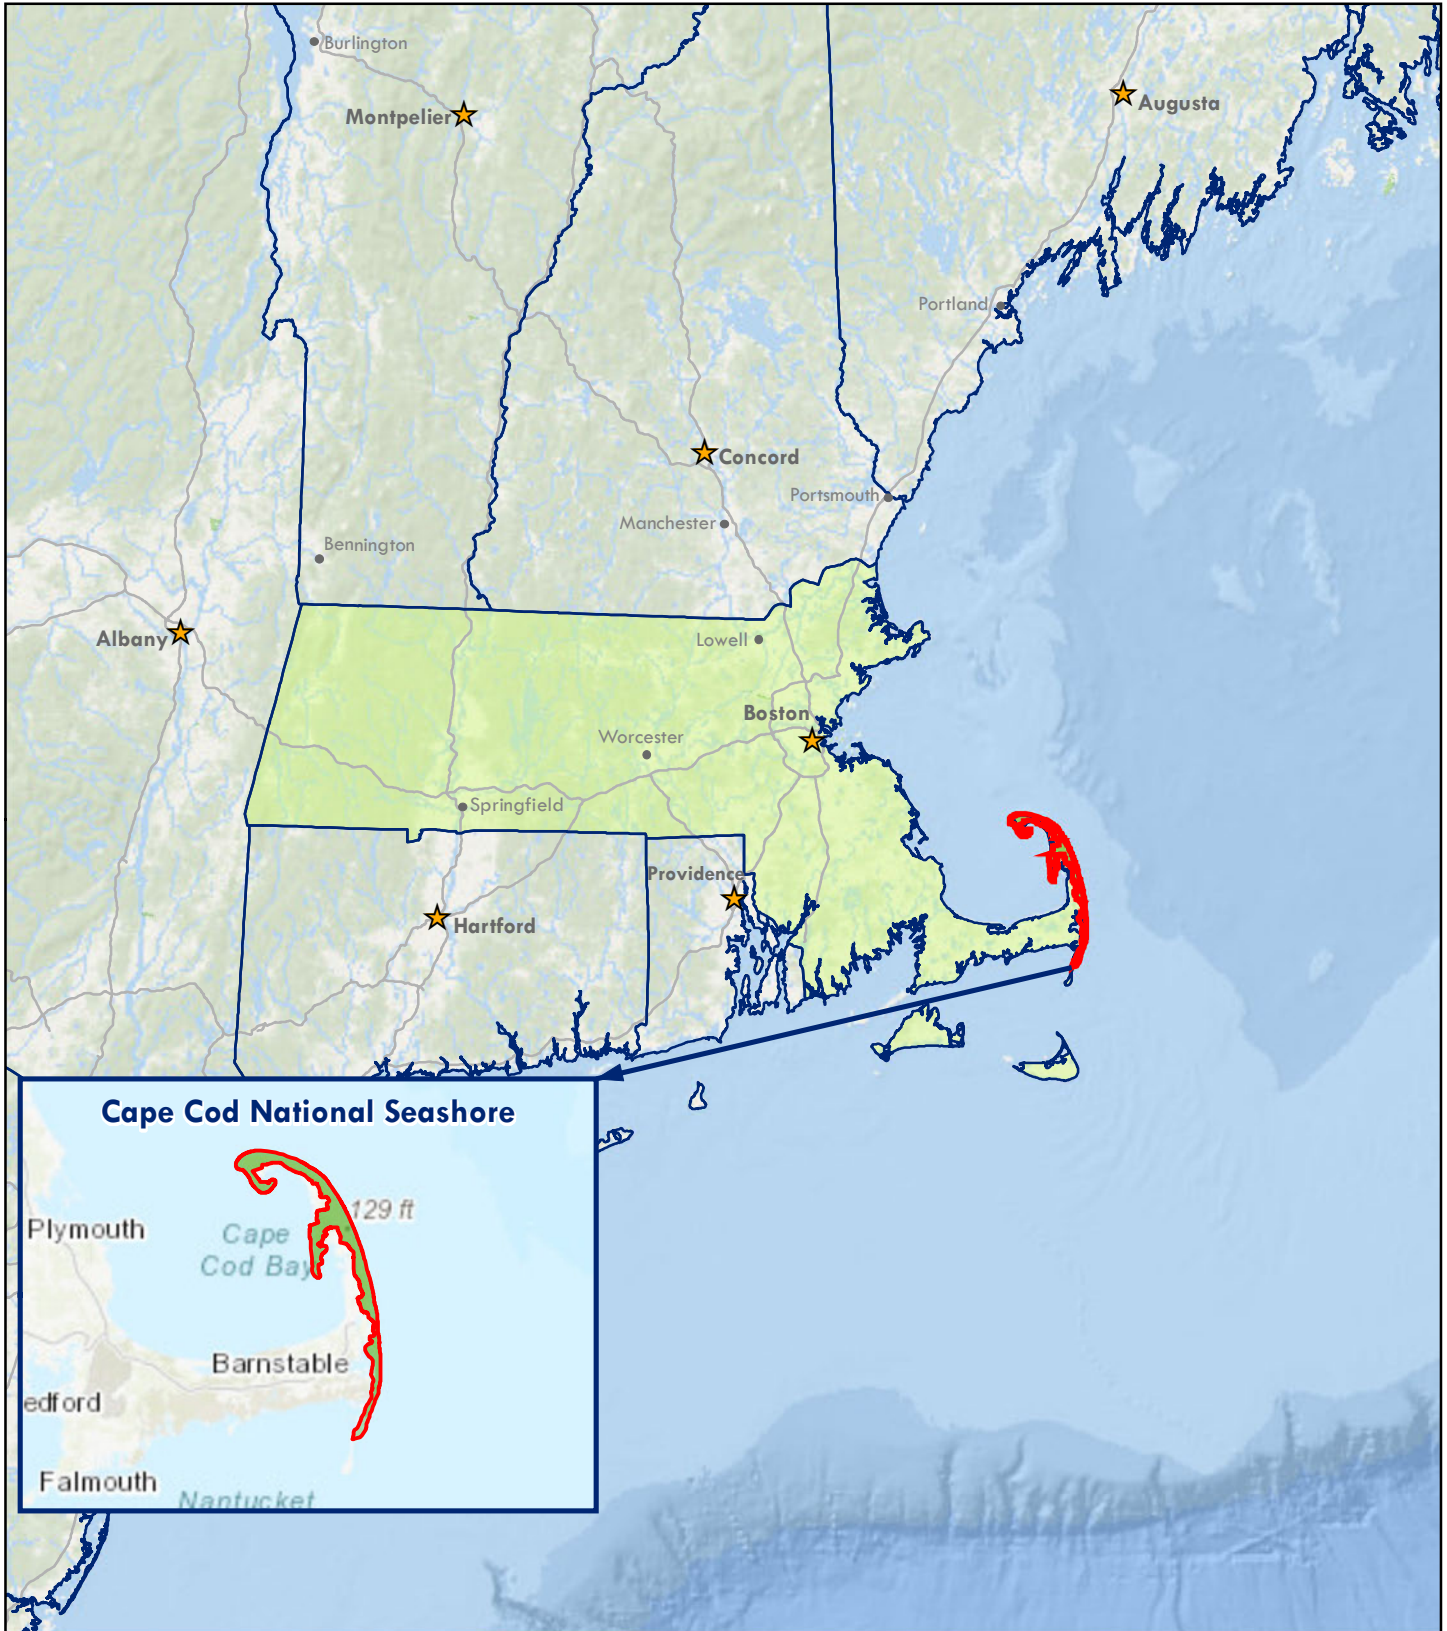 Burlington
Montpelier
Augusta
Portland
Concord
Portsmouth
Manchester
Bennington
Albany
Lowell
Boston
Worcester
Springfield
Providence
Hartford
Cape Cod National Seashore
129 ft
Plymouth
Cape
Cod Bay
Barnstable
edford
Falmouth
Nantucket